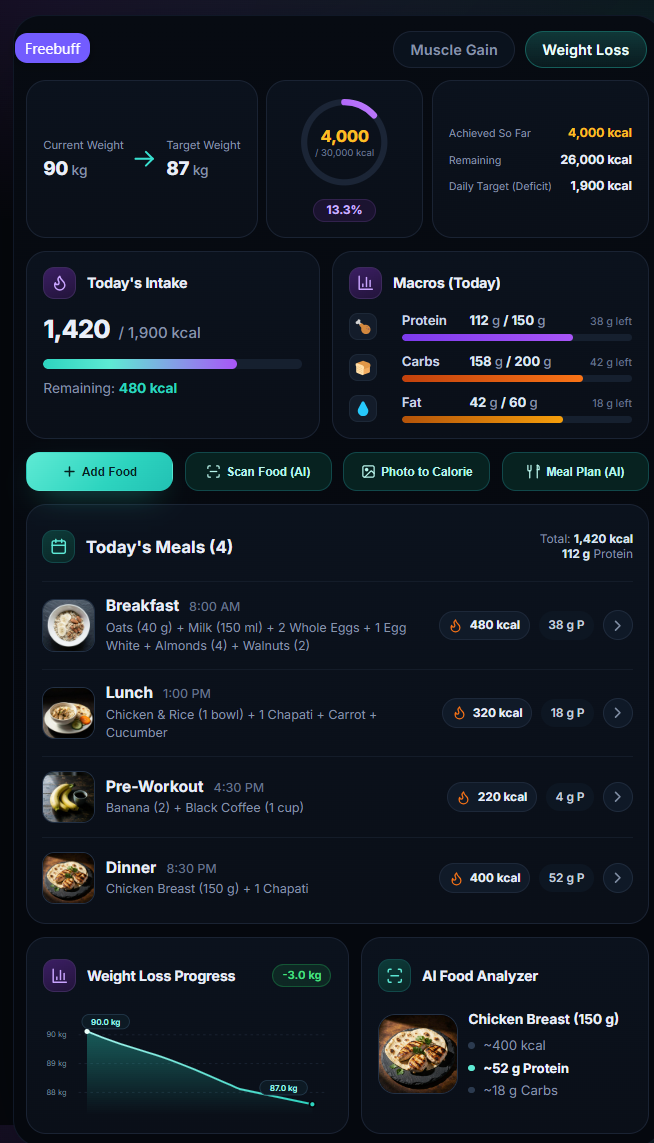 Freebuff
Muscle Gain
Weight Loss
Current Weight
90 kg
Target Weight
87 kg
4,000
/ 30,000 kcal
13.3%
Achieved So Far 4,000 kcal
Remaining 26,000 kcal
Daily Target (Deficit) 1,900 kcal
Today's Intake
1,420 / 1,900 kcal
Remaining: 480 kcal
Macros (Today)
Protein 112 g / 150 g 38 g left
Carbs 158 g / 200 g 42 g left
Fat 42 g / 60 g 18 g left
+ Add Food
Scan Food (AI)
Photo to Calorie
Meal Plan (AI)
Today's Meals (4)
Total: 1,420 kcal
112 g Protein
Breakfast 8:00 AM
Oats (40 g) + Milk (150 ml) + 2 Whole Eggs + 1 Egg
White + Almonds (4) + Walnuts (2)
480 kcal
38 g P
Lunch 1:00 PM
Chicken & Rice (1 bowl) + 1 Chapati + Carrot +
Cucumber
320 kcal
18 g P
Pre-Workout 4:30 PM
Banana (2) + Black Coffee (1 cup)
220 kcal
4 g P
Dinner 8:30 PM
Chicken Breast (150 g) + 1 Chapati
400 kcal
52 g P
Weight Loss Progress
-3.0 kg
90.0 kg
90 kg
89 kg
87.0 kg
88 kg
AI Food Analyzer
Chicken Breast (150 g)
~400 kcal
~52 g Protein
~18 g Carbs